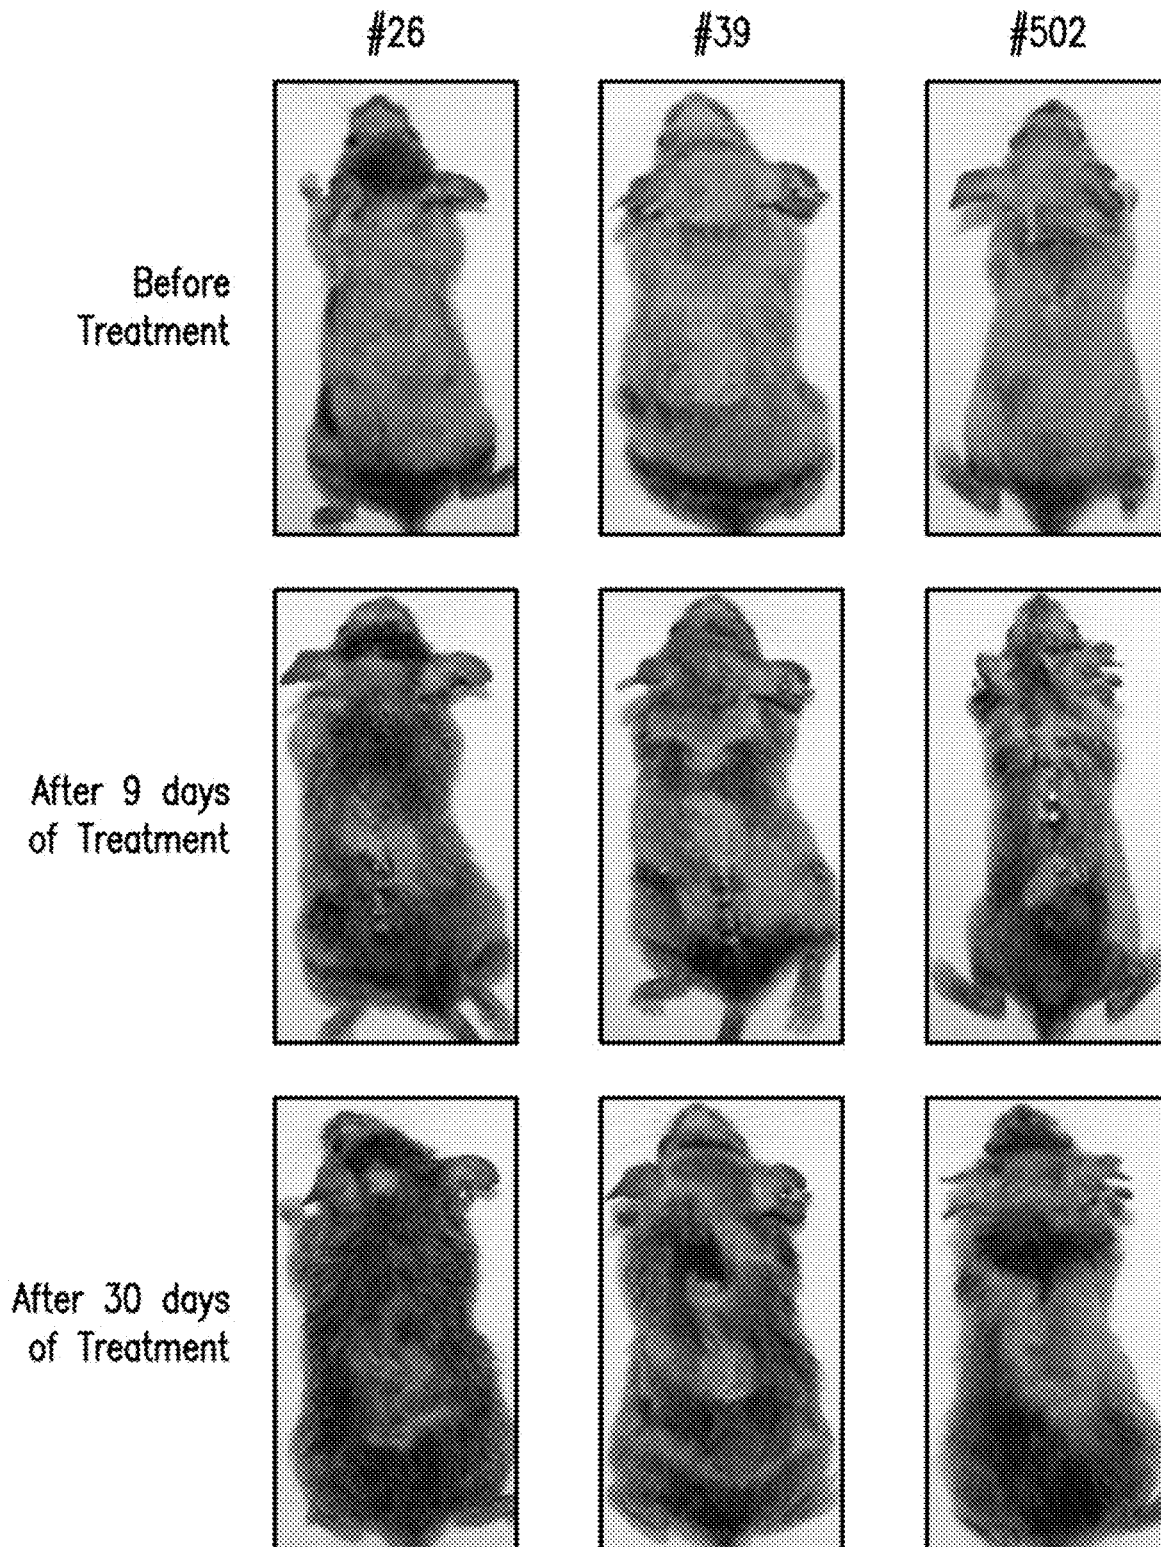 #26 #39 #502
Before
Treatment
After 9 days
of Treatment
After 30 days
of Treatment